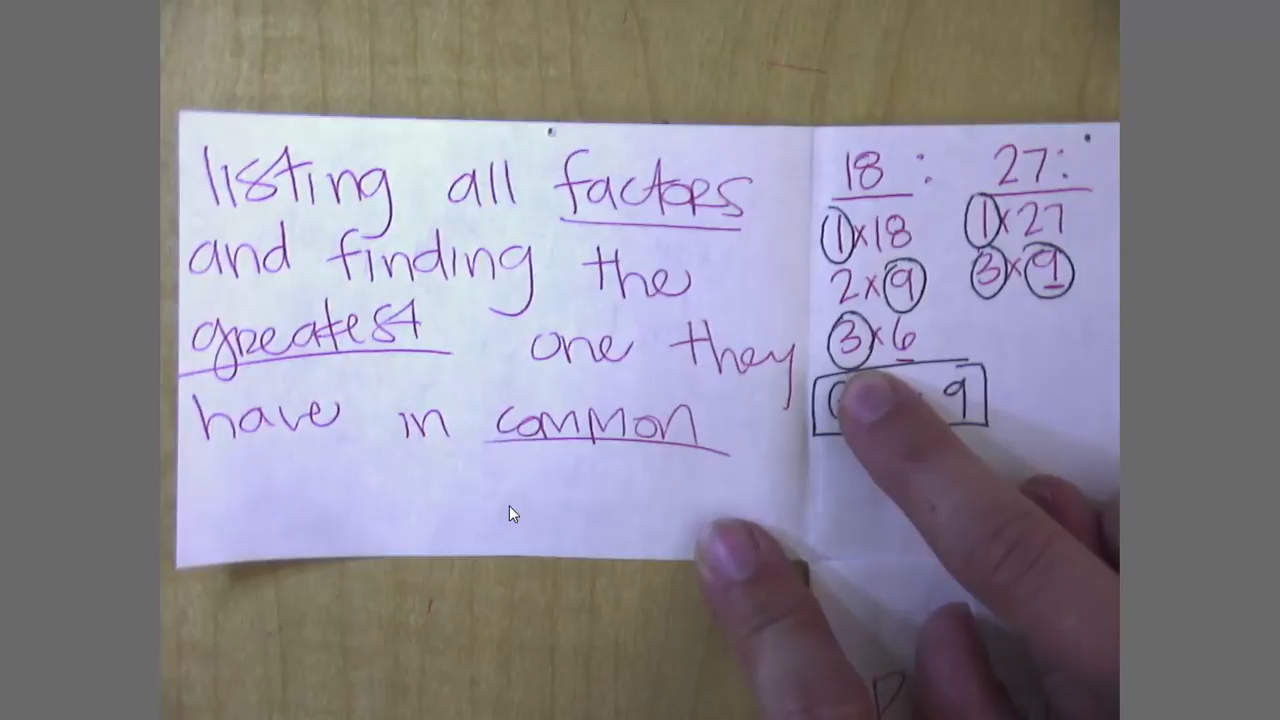 listing all factors
and finding the
greatest one they
have in common
18 :
1x18
2x9
3x6
9
27:
1x27
3x9